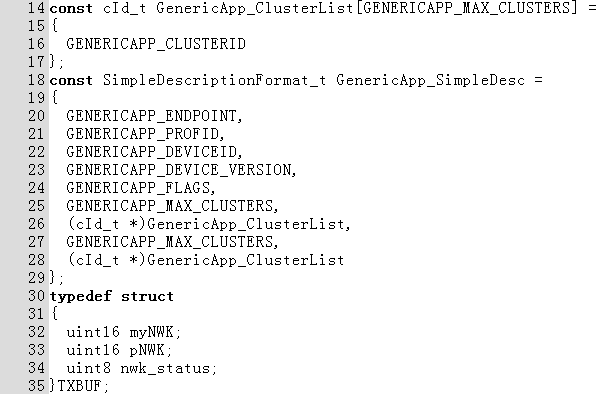 14 const cId_t GenericApp_ClusterList[GENERICAPP_MAX_CLUSTERS] =
15 {
16   GENERICAPP_CLUSTERID
17 };
18 const SimpleDescriptionFormat_t GenericApp_SimpleDesc =
19 {
20   GENERICAPP_ENDPOINT,
21   GENERICAPP_PROFID,
22   GENERICAPP_DEVICEID,
23   GENERICAPP_DEVICE_VERSION,
24   GENERICAPP_FLAGS,
25   GENERICAPP_MAX_CLUSTERS,
26   (cId_t *)GenericApp_ClusterList,
27   GENERICAPP_MAX_CLUSTERS,
28   (cId_t *)GenericApp_ClusterList
29 };
30 typedef struct
31 {
32   uint16 myNWK;
33   uint16 pNWK;
34   uint8 nwk_status;
35 }TXBUF;